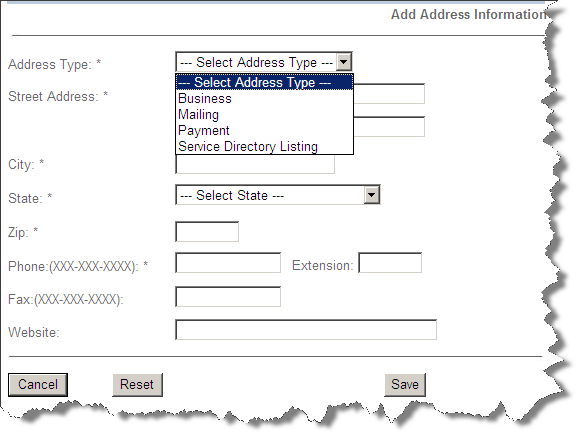 Add Address Information
Address Type: * --- Select Address Type ---
--- Select Address Type ---
Street Address: *
Business
Mailing
Payment
Service Directory Listing
City: *
State: * --- Select State ---
Zip: *
Phone:(XXX-XXX-XXXX): * Extension:
Fax:(XXX-XXX-XXXX):
Website:
Cancel Reset Save